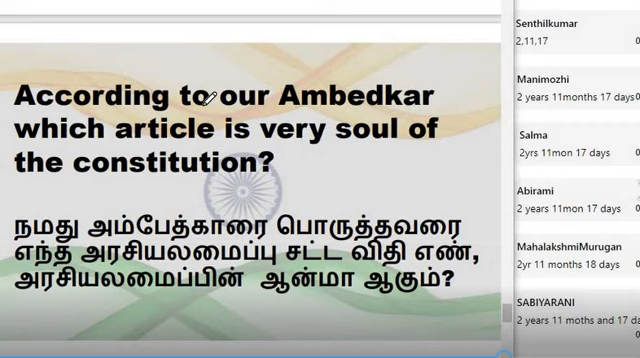 According to our Ambedkar
which article is very soul of
the constitution?
நமது அம்பேத்காரை பொருத்தவரை
எந்த அரசியலமைப்பு சட்ட விதி எண்,
அரசியலமைப்பின் ஆன்மா ஆகும்?
Senthilkumar
2,11,17
Manimozhi
2 years 11months 17 days
Salma
2yrs 11mon 17 days
Abirami
2 years 11mon 17 days
MahalakshmiMurugan
2yr 11 months 18 days
SABIYARANI
2 years 11 moths and 17 da